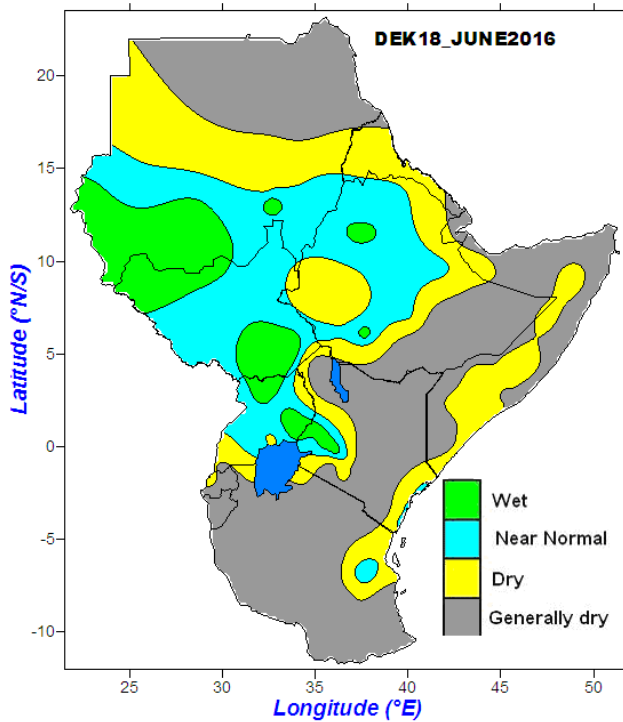 DEK18_JUNE2016
20
15
10
5
0
-5
-10
Latitude (°N/S)
Wet
Near Normal
Dry
Generally dry
25 30 35 40 45 50
Longitude (°E)